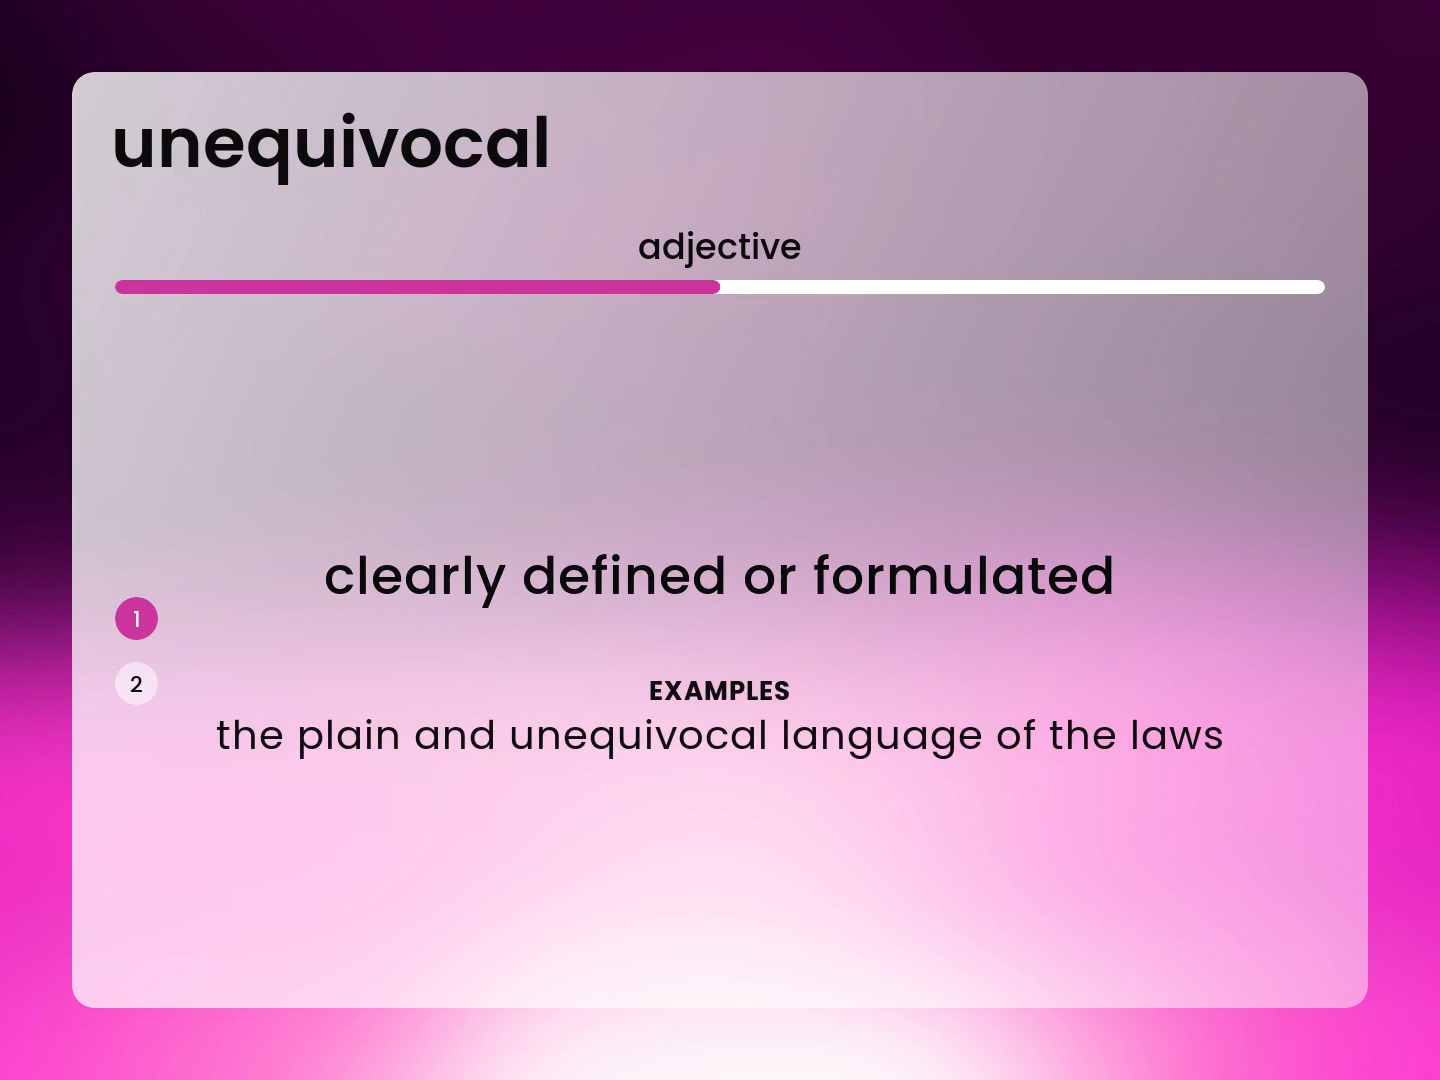 unequivocal
adjective
clearly defined or formulated
1
2
EXAMPLES
the plain and unequivocal language of the laws